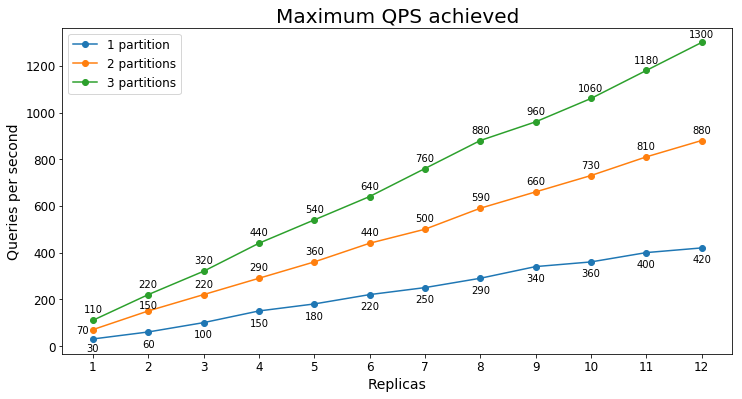 Maximum QPS achieved
1 partition
2 partitions
3 partitions
Queries per second
1200
1000
800
600
400
200
0
110 220 320 440 540 640 760 880 960 1060 1180 1300
70 150 220 290 360 440 500 590 660 730 810 880
30 60 100 150 180 220 250 290 340 360 400 420
1 2 3 4 5 6 7 8 9 10 11 12
Replicas